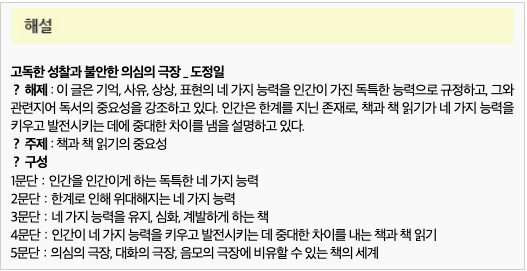 해설
고독한 성찰과 불안한 의심의 극장 _ 도정일
? 해제 : 이 글은 기억, 사유, 상상, 표현의 네 가지 능력을 인간이 가진 독특한 능력으로 규정하고, 그와
관련지어 독서의 중요성을 강조하고 있다. 인간은 한계를 지닌 존재로, 책과 책 읽기가 네 가지 능력을
키우고 발전시키는 데에 중대한 차이를 냄을 설명하고 있다.
? 주제 : 책과 책 읽기의 중요성
? 구성
1문단 : 인간을 인간이게 하는 독특한 네 가지 능력
2문단 : 한계로 인해 위대해지는 네 가지 능력
3문단 : 네 가지 능력을 유지, 심화, 계발하게 하는 책
4문단 : 인간이 네 가지 능력을 키우고 발전시키는 데 중대한 차이를 내는 책과 책 읽기
5문단 : 의심의 극장, 대화의 극장, 음모의 극장에 비유할 수 있는 책의 세계